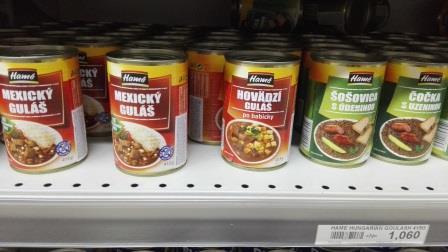 Hamé
MEXICKÝ
GULÁŠ
Hamé
MEXICKÝ
GULÁŠ
Hamé
HOVÄDZÍ
GULÁŠ
po babičky
Hamé
ŠOŠOVICA
S ÚDENINOU
Hamé
ČOČKA
S UZENINOU
HAME HUNGARIAN GOULASH 415G
1,060